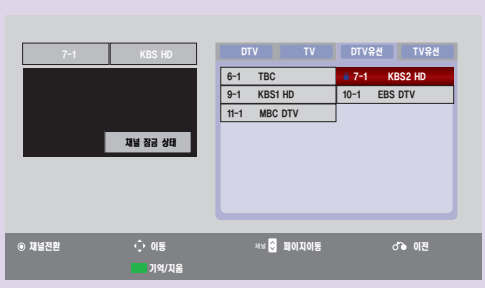 7-1 KBS HD
DTV TV DTV유선 TV유선
6-1 TBC 7-1 KBS2 HD
9-1 KBS1 HD 10-1 EBS DTV
11-1 MBC DTV
채널 잠금 상태
채널전환 이동 채널 페이지이동 이전
기억/지움